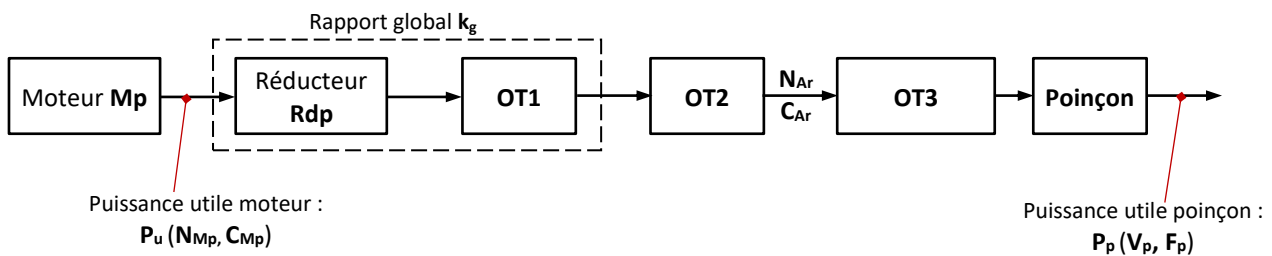 Rapport global kg
Moteur Mp
Réducteur
Rdp
OT1
OT2
NAr
CAr
OT3
Poinçon
Puissance utile moteur :
Pu (NMp, CMp)
Puissance utile poinçon :
Pp (Vp, Fp)